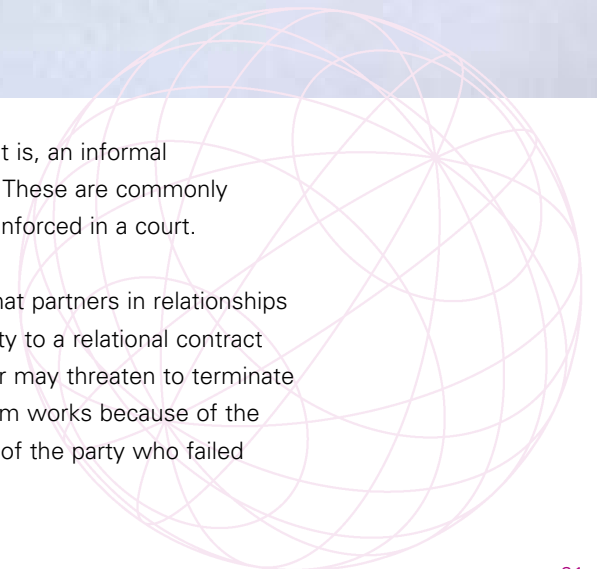 t is, an informal
These are commonly
nforced in a court.
hat partners in relationships
ty to a relational contract
r may threaten to terminate
m works because of the
of the party who failed